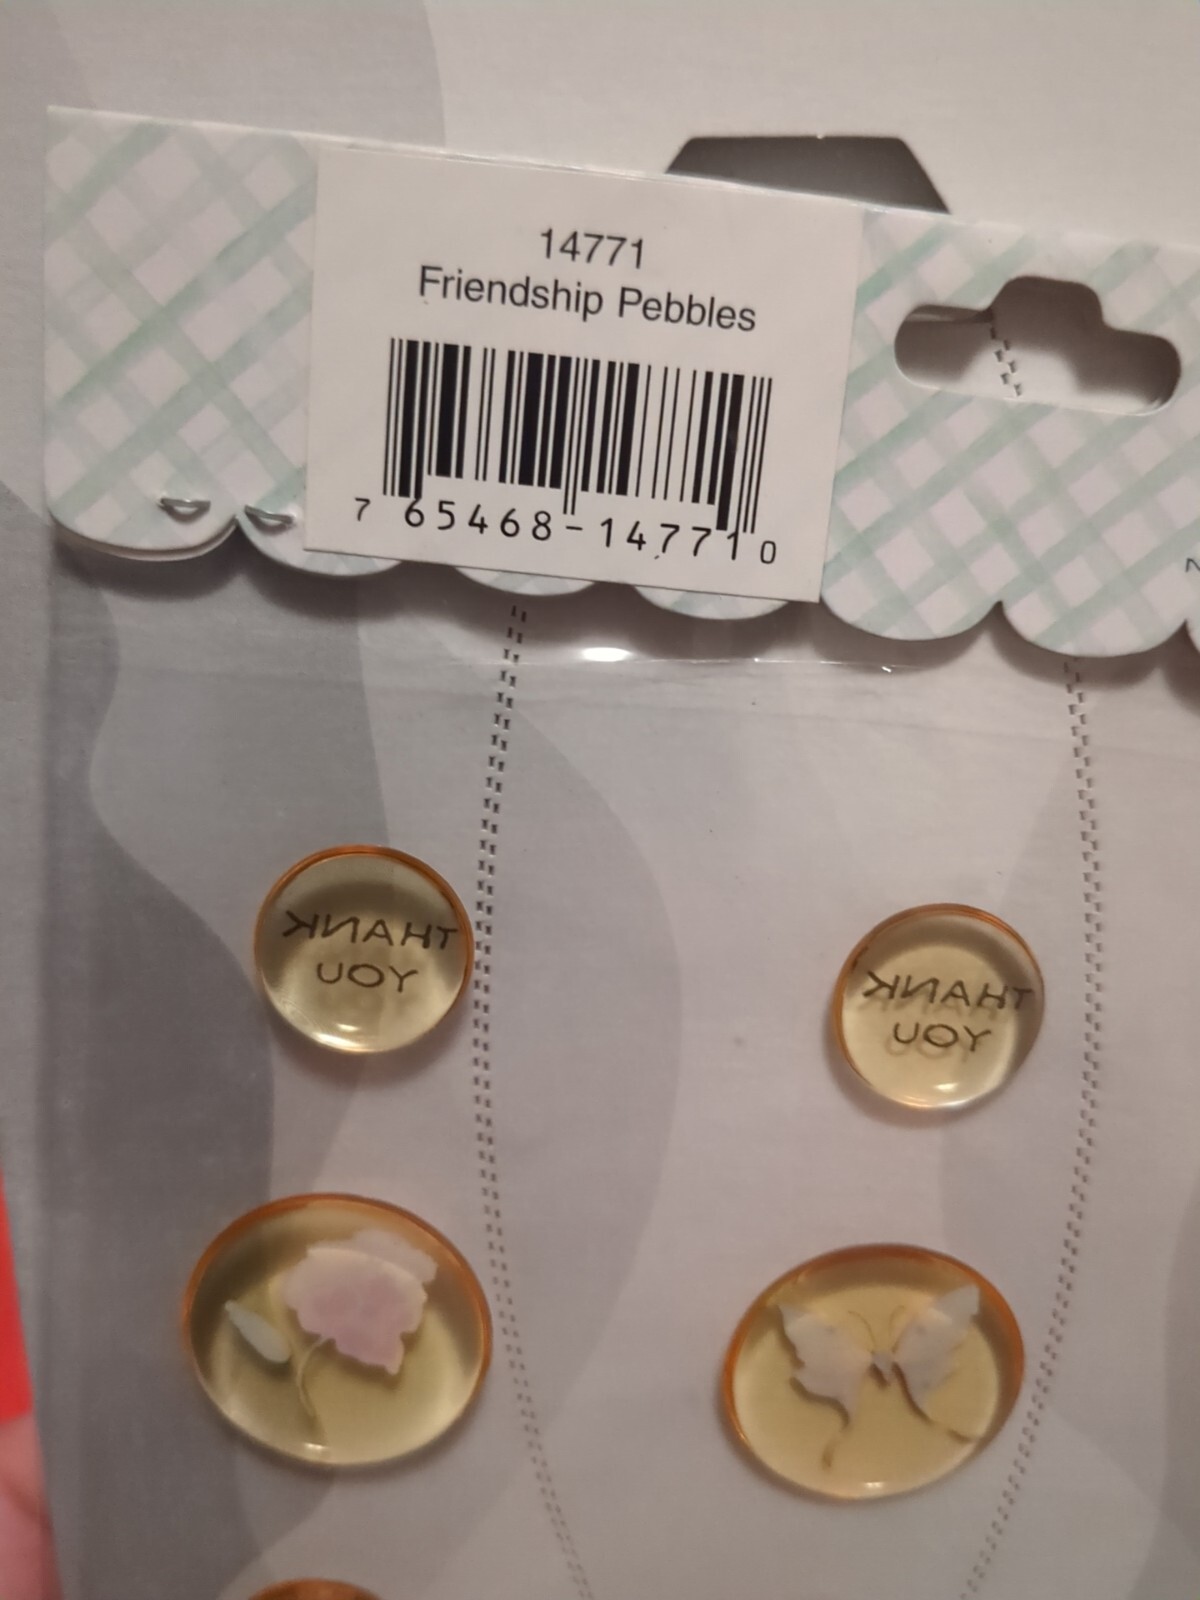 14771
Friendship Pebbles
7 65468-14771 0
THANK
YOU
THANK
YOU